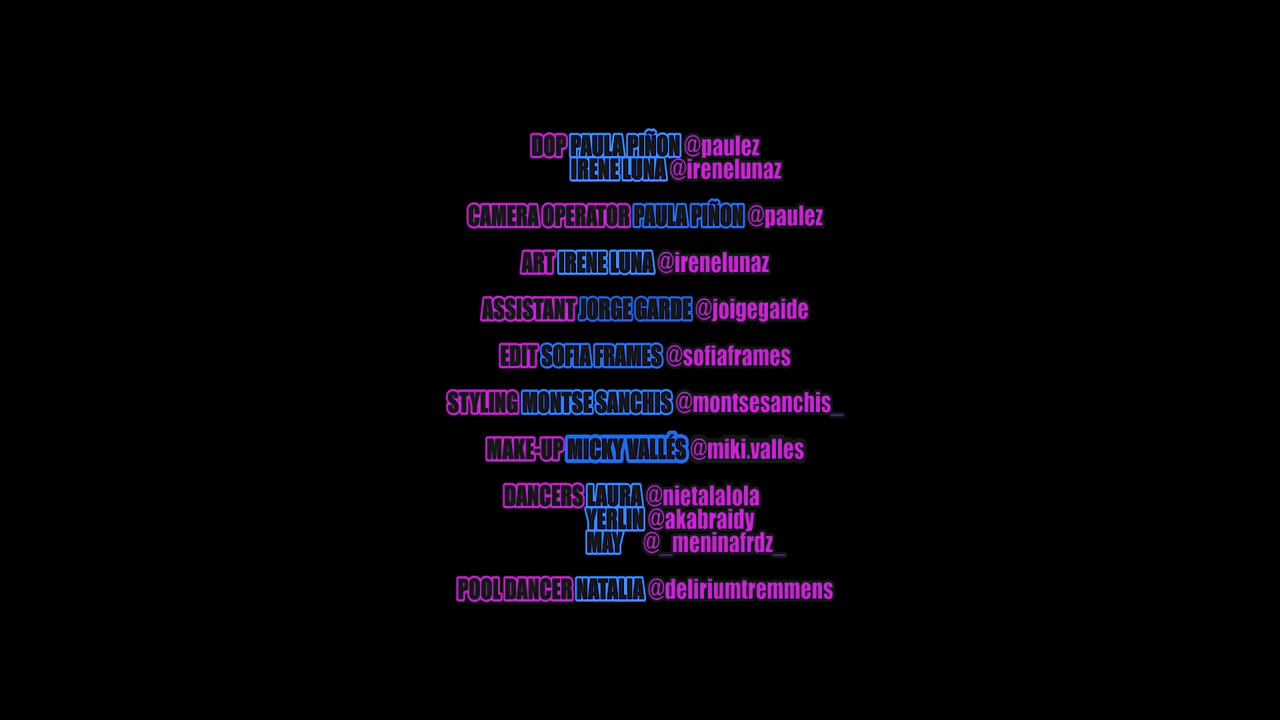 DOP PAULA PIÑON @paulez
IRENE LUNA @irenelunaz
CAMERA OPERATOR PAULA PIÑON @paulez
ART IRENE LUNA @irenelunaz
ASSISTANT JORGE GARDE @joigegaide
EDIT SOFIA FRAMES @sofiaframes
STYLING MONTSE SANCHIS @montsesanchis_
MAKE-UP MICKY VALLÉS @miki.valles
DANCERS LAURA @nietalalola
YERLIN @akabraidy
MAY @_meninafrdz_
POOL DANCER NATALIA @deliriumtremmens